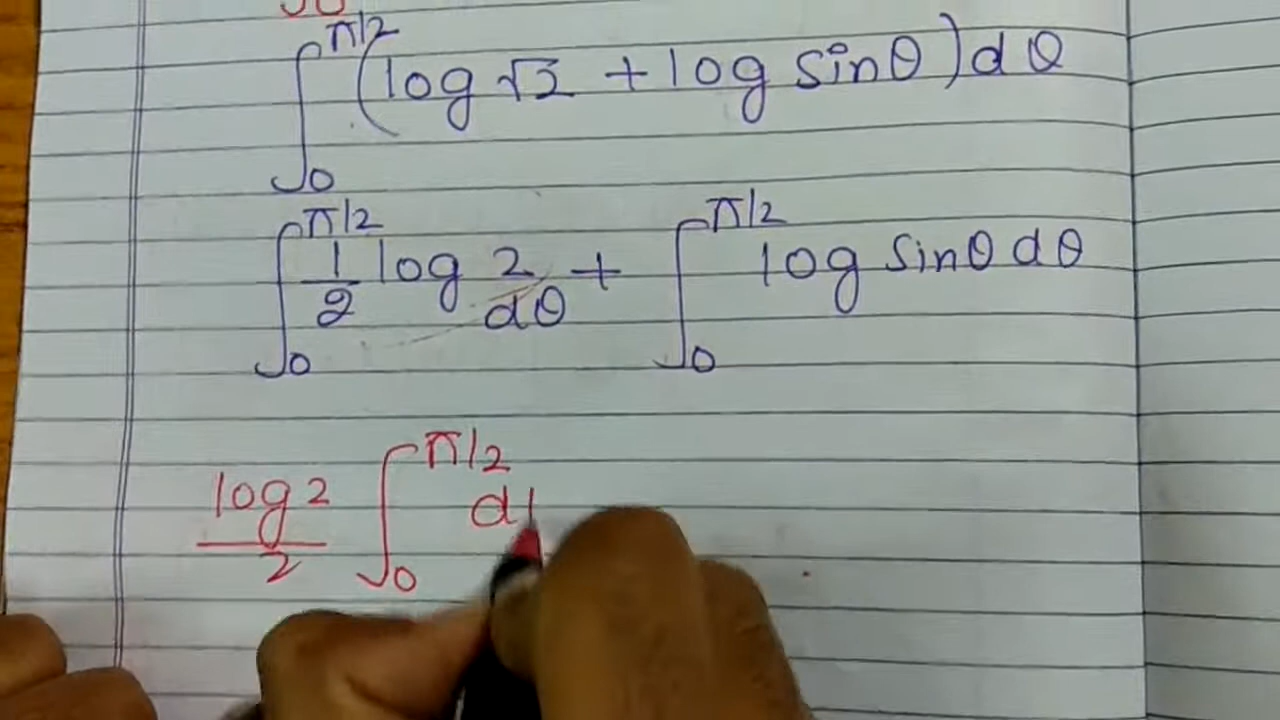 ∫₀^π/2 (log √2 + log sinθ) dθ
∫₀^π/2 1/2 log 2 dθ + ∫₀^π/2 log sinθ dθ
log 2/2 ∫₀^π/2 d